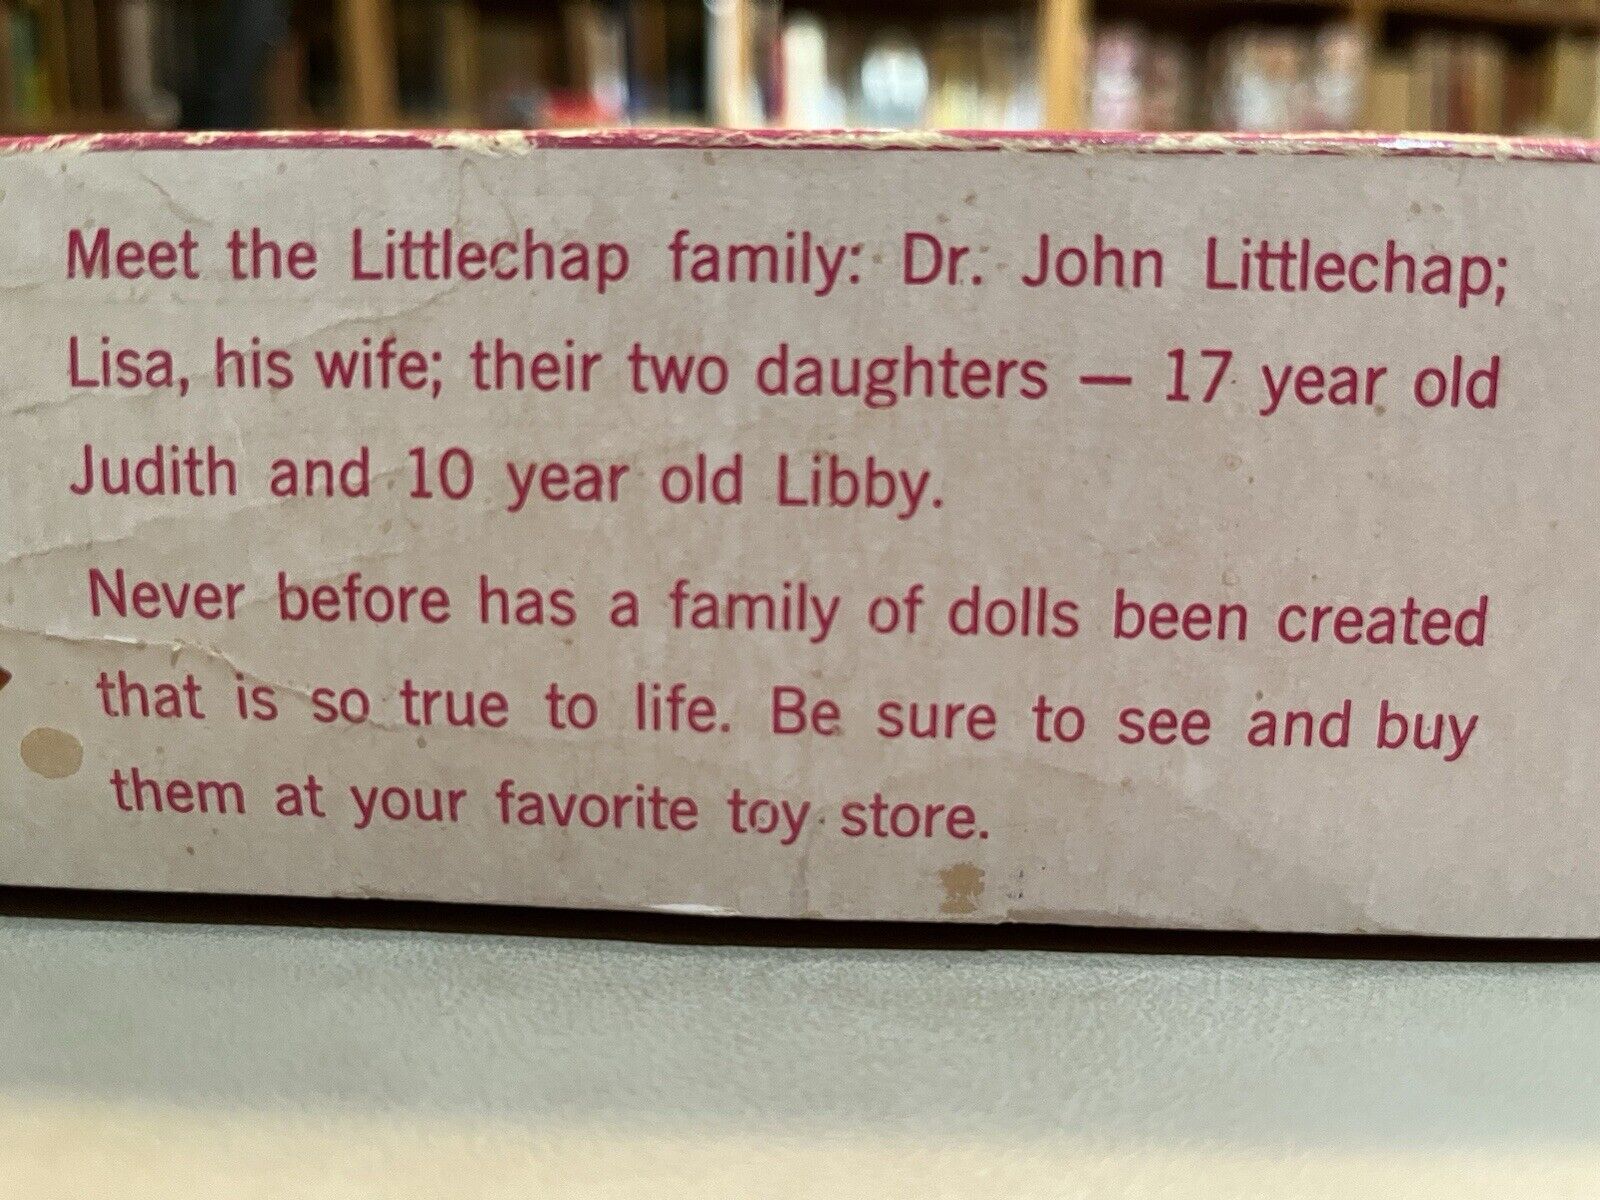 Meet the Littlechap family: Dr. John Littlechap;
Lisa, his wife; their two daughters — 17 year old
Judith and 10 year old Libby.
Never before has a family of dolls been created
that is so true to life. Be sure to see and buy
them at your favorite toy store.